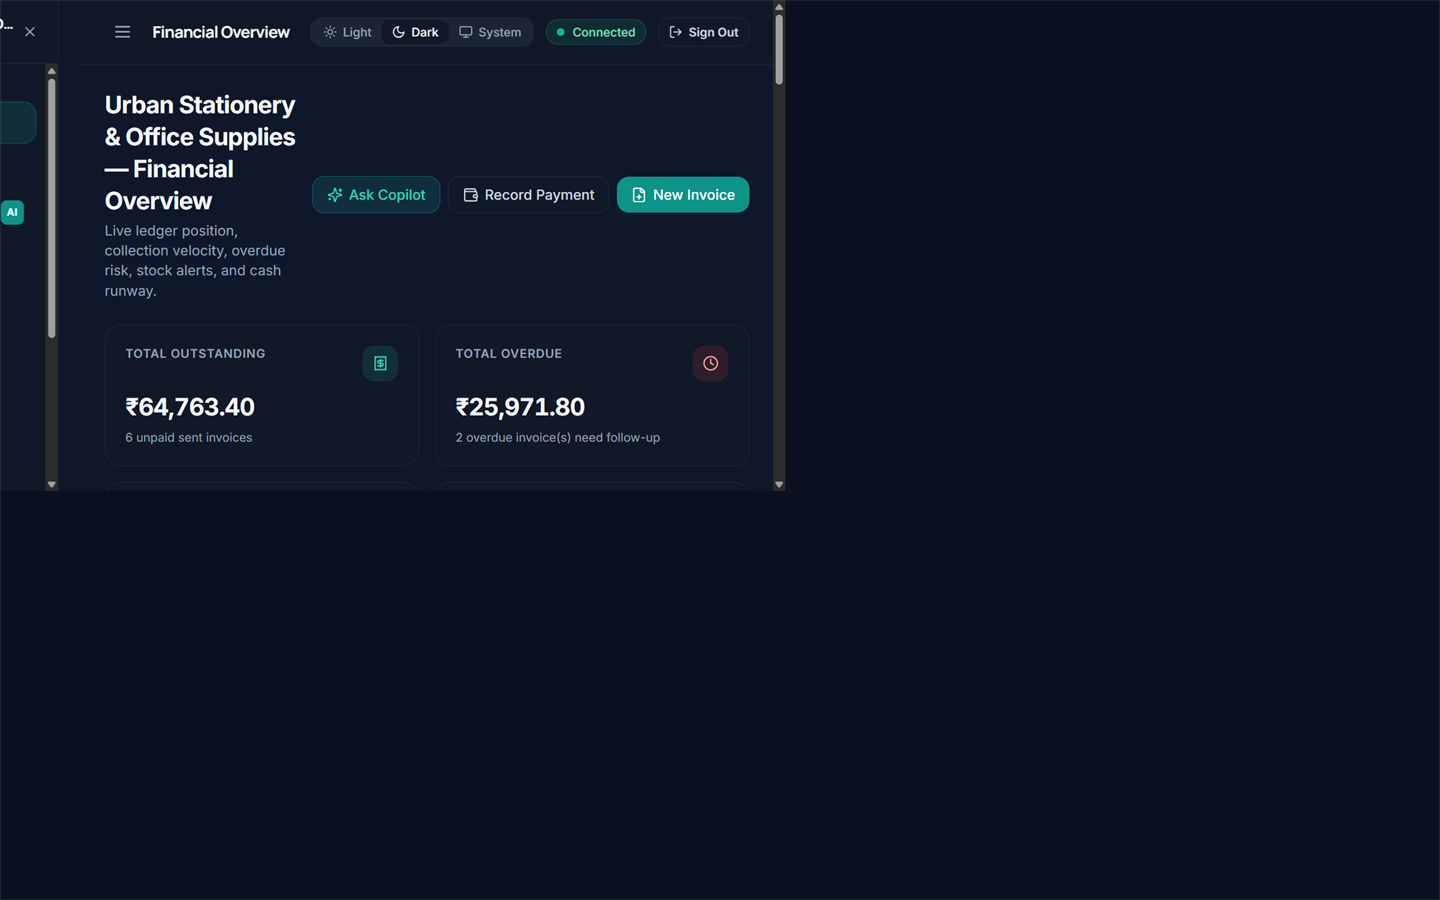 Financial Overview
Light
Dark
System
Connected
Sign Out
AI
Urban Stationery
& Office Supplies
— Financial
Overview
Live ledger position,
collection velocity, overdue
risk, stock alerts, and cash
runway.
Ask Copilot
Record Payment
New Invoice
TOTAL OUTSTANDING
₹64,763.40
6 unpaid sent invoices
TOTAL OVERDUE
₹25,971.80
2 overdue invoice(s) need follow-up